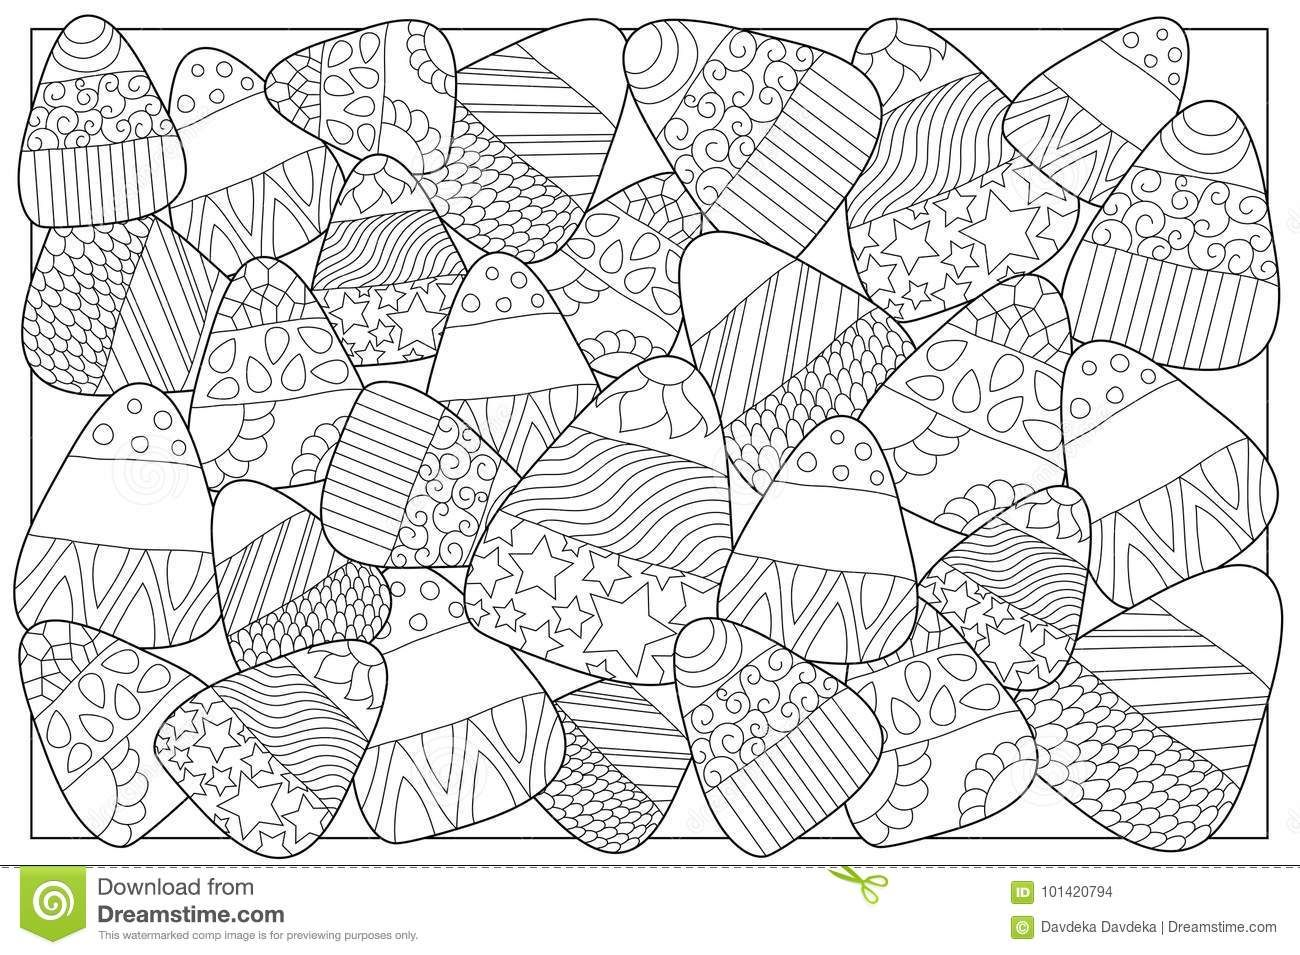 Download from
Dreamstime.com
This watermarked comp image is for previewing purposes only.
ID 101420794
© Davdeka Davdeka | Dreamstime.com